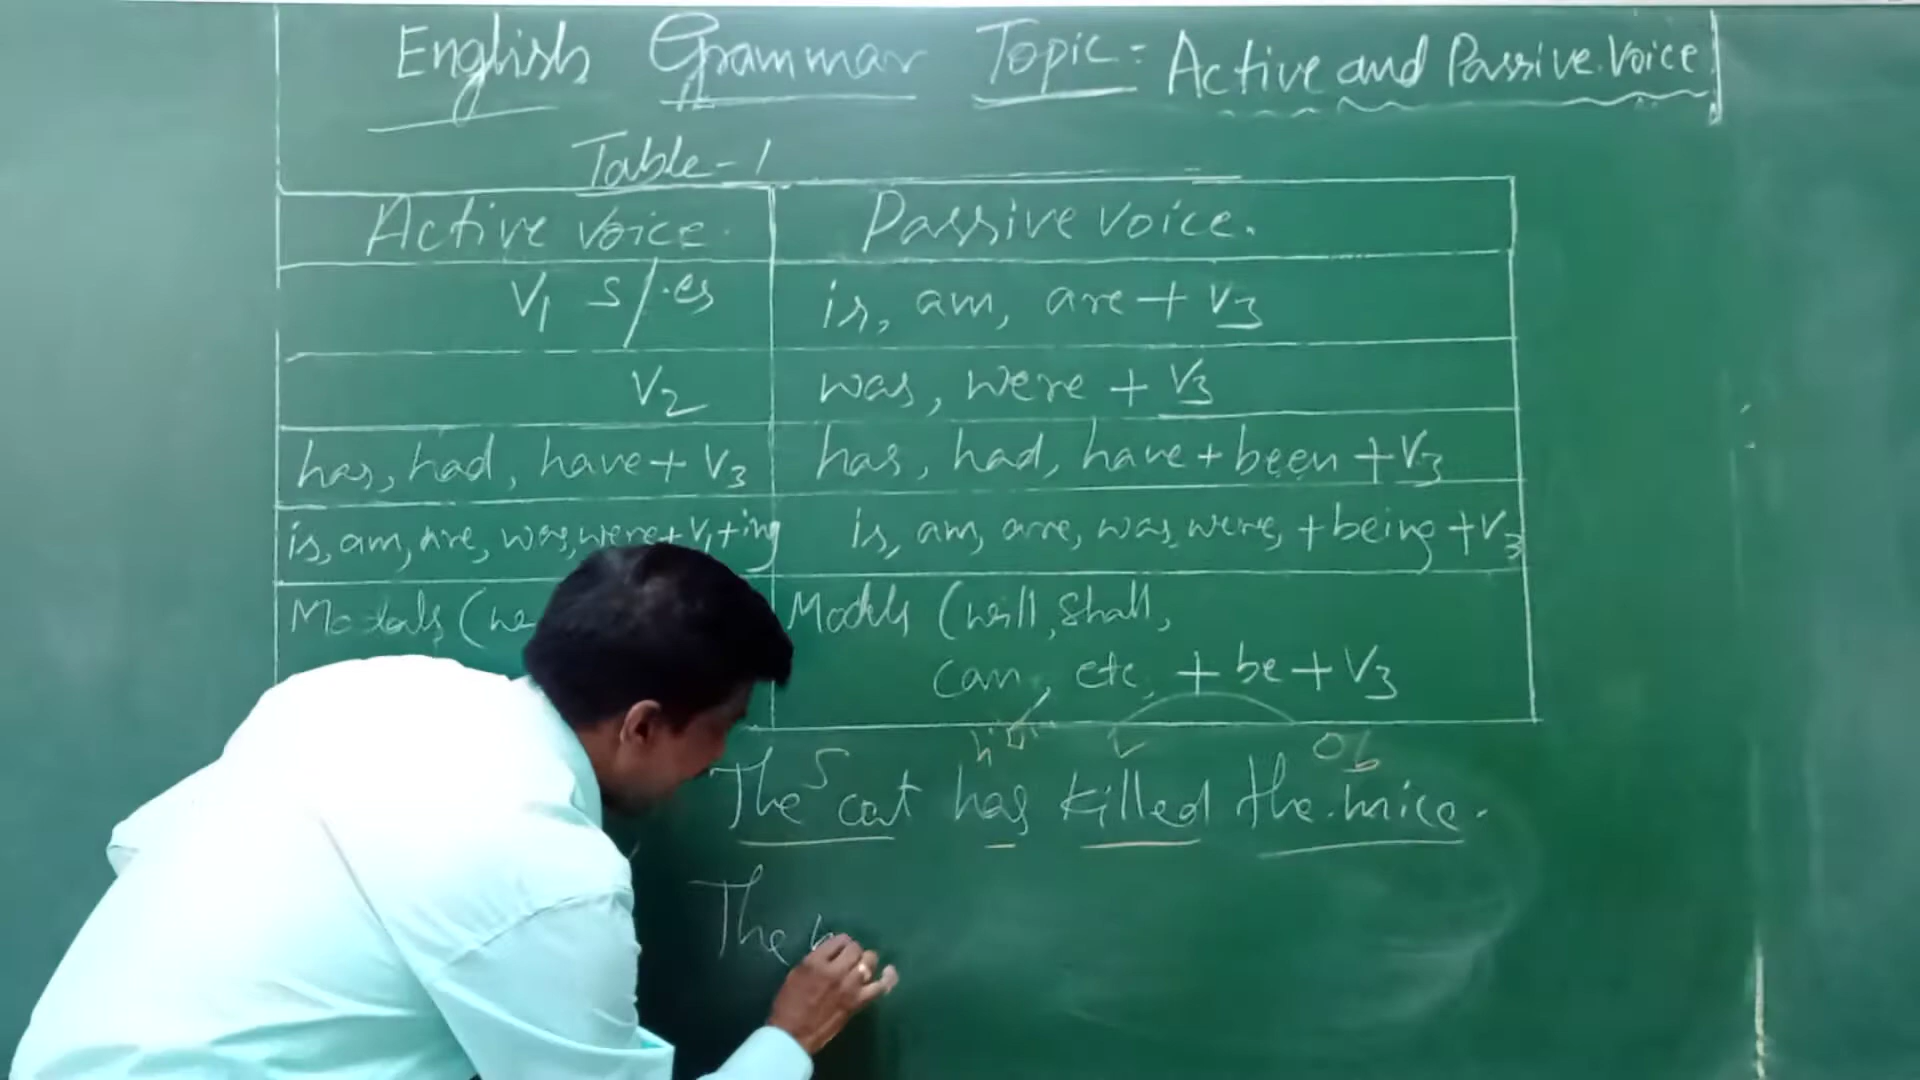 English Grammar Topic: Active and Passive Voice
Table-1
Active voice. Passive voice.
V1 s/es is, am, are + V3
V2 was, were + V3
has, had, have + V3 has, had, have + been + V3
is, am, are, was, were + V1 + ing is, am, are, was, were, + being + V3
Modals ( Modals (will, shall,
can, etc, + be + V3
S Ob
The cat has killed the mice.
The